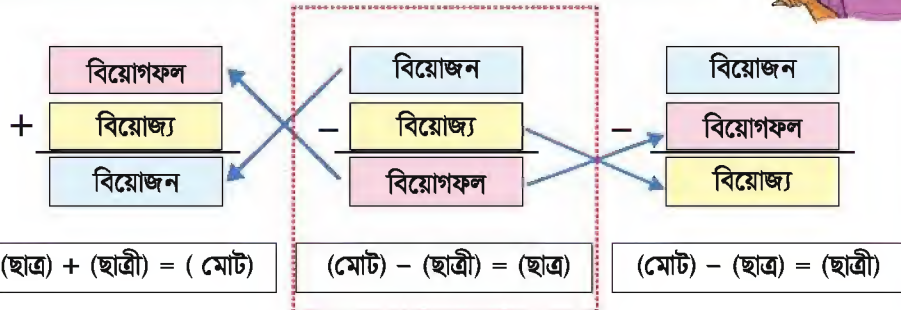 বিয়োগফল
+ বিয়োজ্য
বিয়োজন
বিয়োজন
– বিয়োজ্য
বিয়োগফল
বিয়োজন
– বিয়োগফল
বিয়োজ্য
(ছাত্র) + (ছাত্রী) = ( মোট)
(মোট) – (ছাত্রী) = (ছাত্র)
(মোট) – (ছাত্র) = (ছাত্রী)